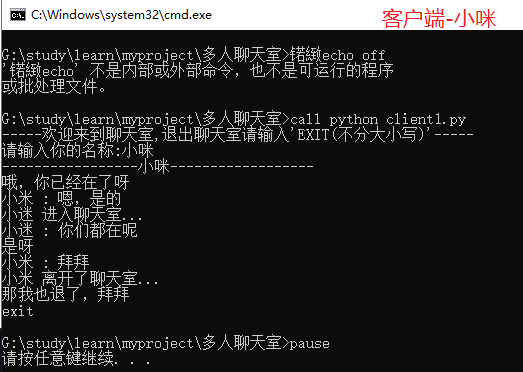 C:\Windows\system32\cmd.exe
客户端-小咪
G:\study\learn\myproject\多人聊天室>锘緻echo off
'锘緻echo' 不是内部或外部命令，也不是可运行的程序
或批处理文件。
G:\study\learn\myproject\多人聊天室>call python client1.py
-----欢迎来到聊天室,退出聊天室请输入'EXIT(不分大小写)'-----
请输入你的名称:小咪
-----------------小咪------------------
哦，你已经在了呀
小米 : 嗯，是的
小迷 进入聊天室...
小迷 : 你们都在呢
是呀
小米 : 拜拜
小米 离开了聊天室...
那我也退了，拜拜
exit
G:\study\learn\myproject\多人聊天室>pause
请按任意键继续. . .